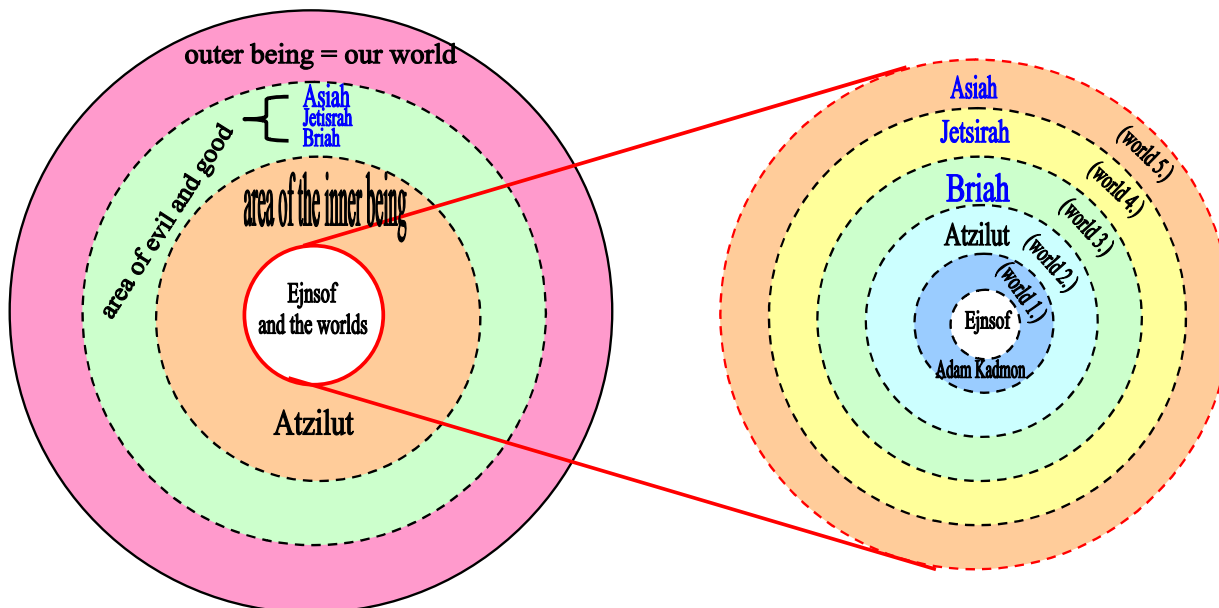 outer being = our world
Asiah
Jetisrah
Briah
area of evil and good
area of the inner being
Ejnsof
and the worlds
Atzilut
Asiah
(world 5.)
Jetsirah
(world 4.)
Briah
(world 3.)
Atzilut
(world 2.)
(world 1.)
Ejnsof
Adam Kadmon